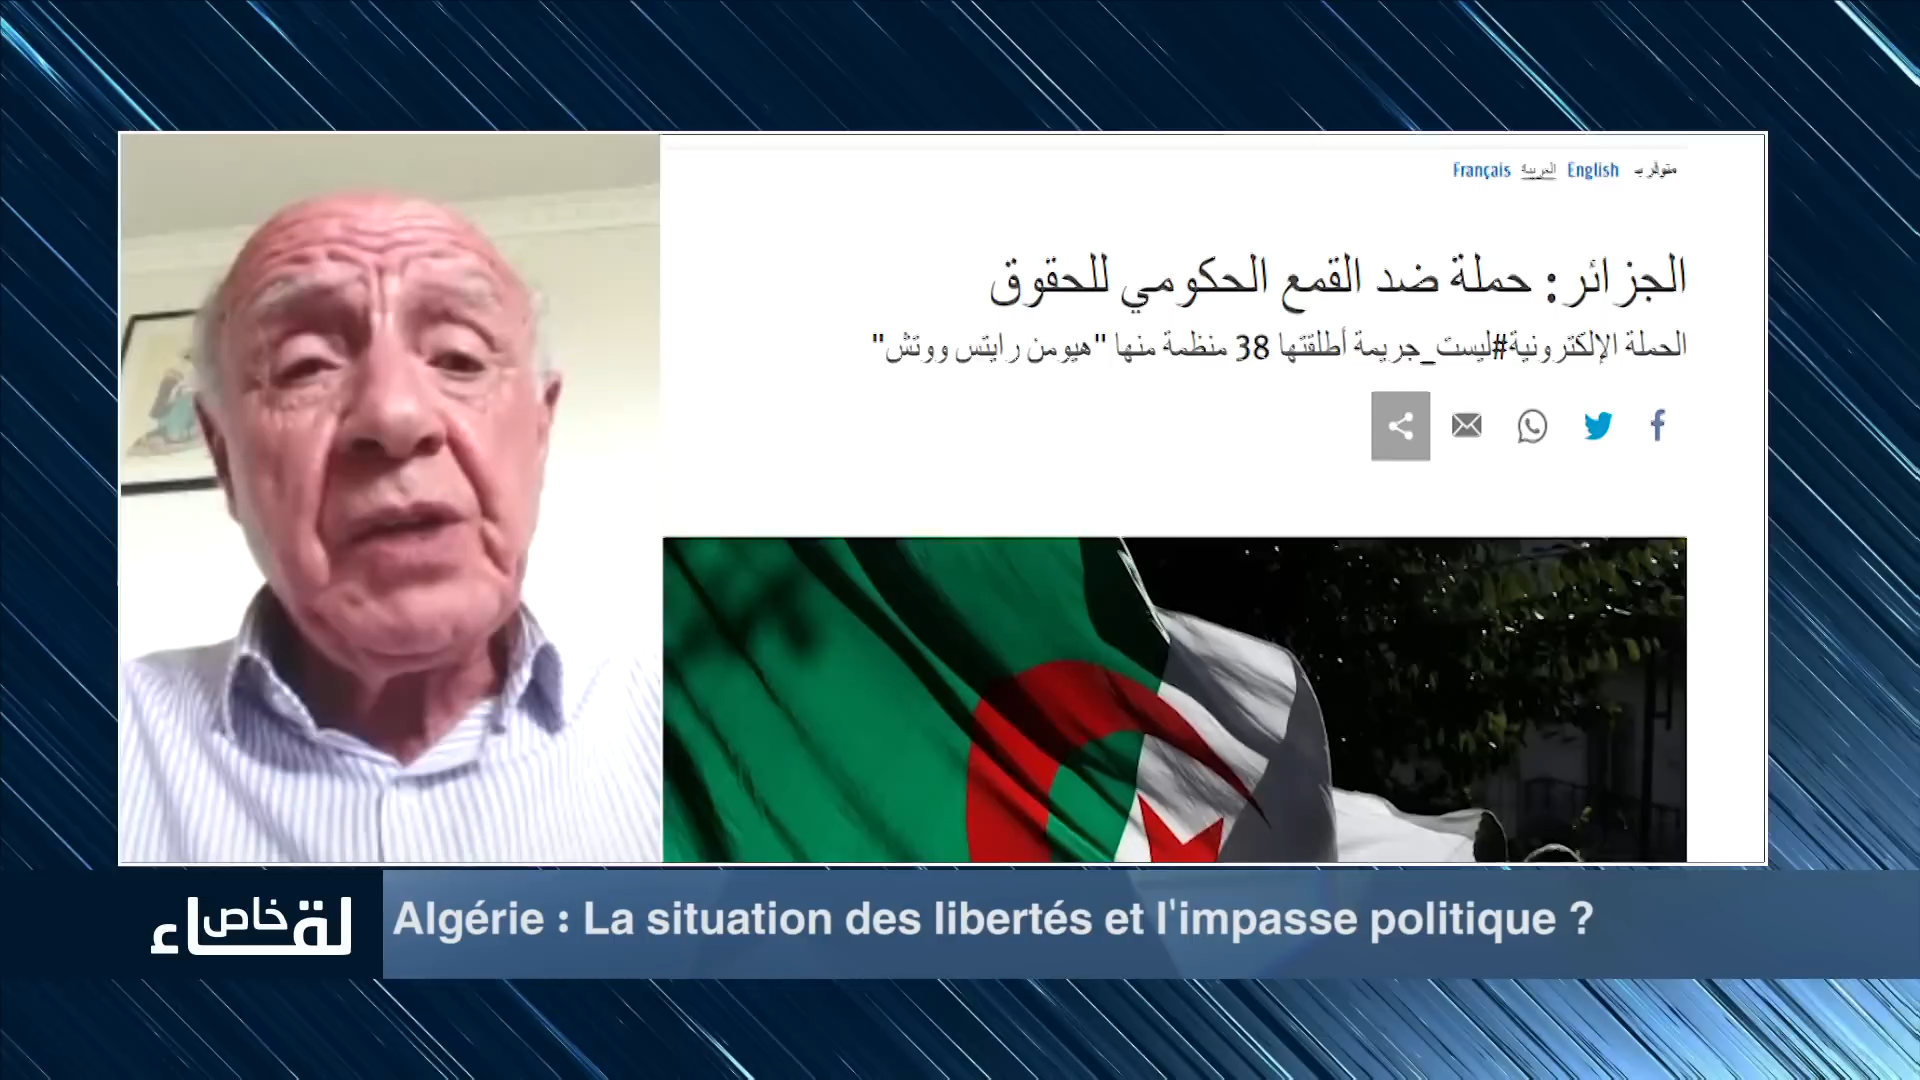 متوفر بـ English العربية Français
الجزائر: حملة ضد القمع الحكومي للحقوق
الحملة الإلكترونية#ليست_جريمة أطلقتها 38 منظمة منها "هيومن رايتس ووتش"
لقاء خاص
Algérie : La situation des libertés et l'impasse politique ?